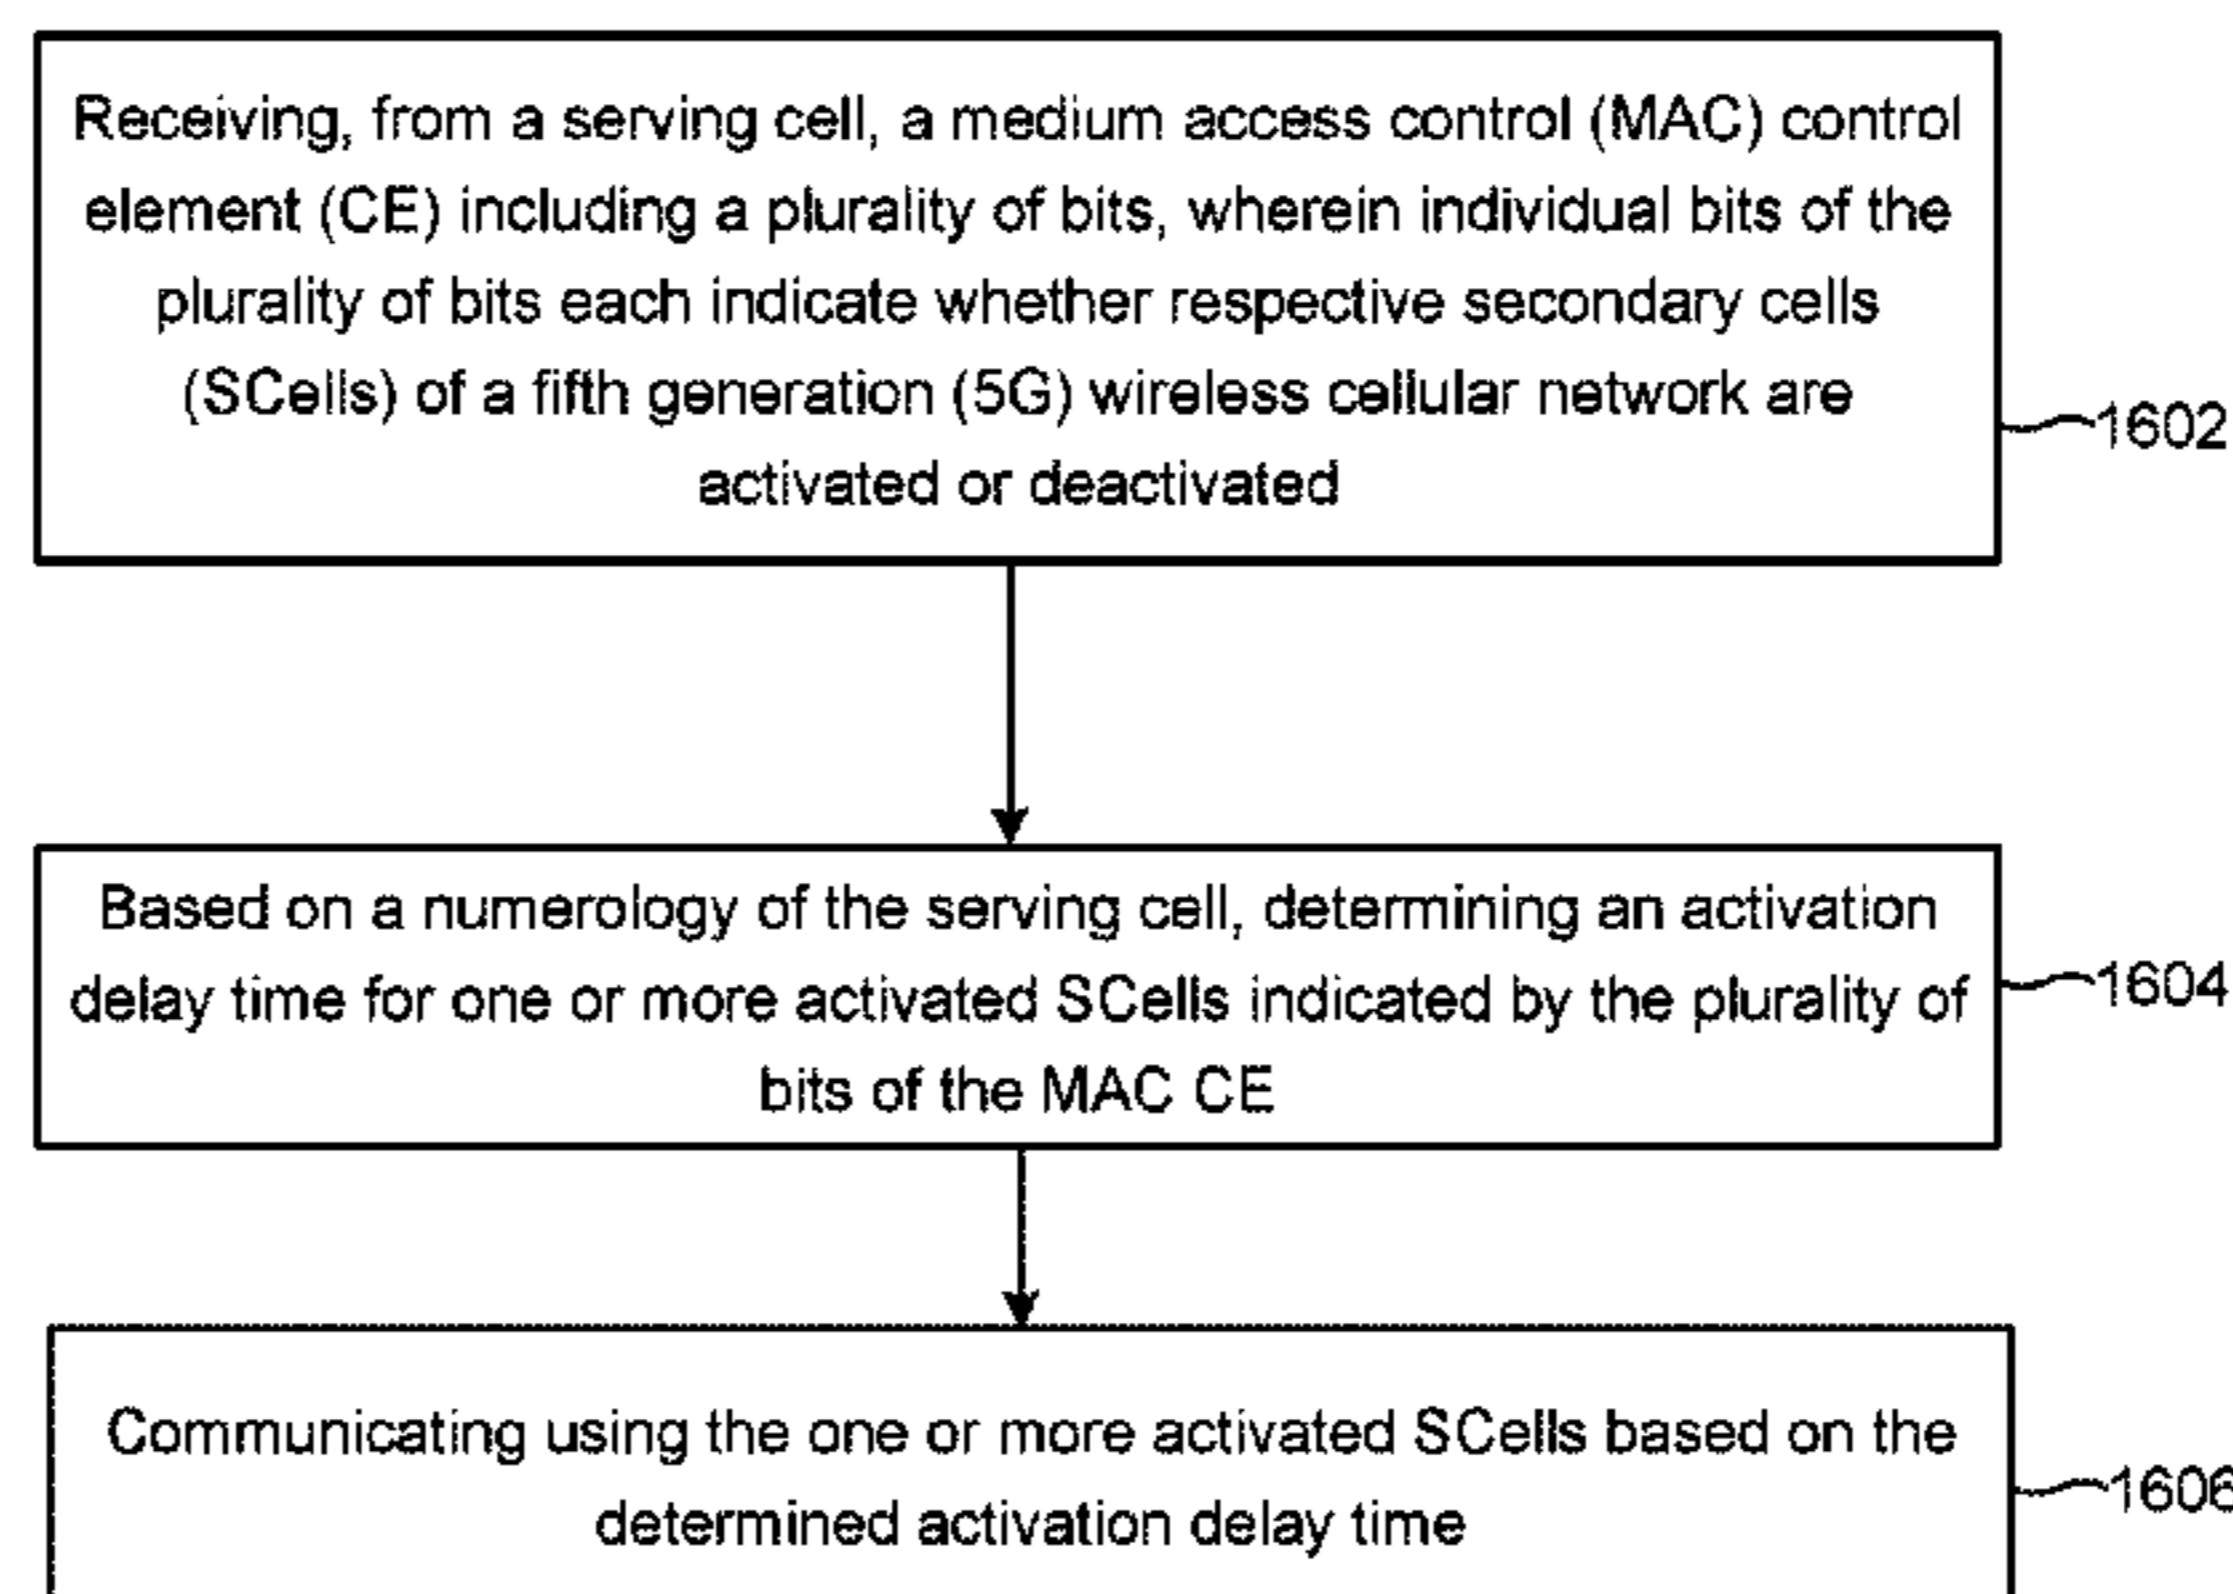 Receiving, from a serving cell, a medium access control (MAC) control
element (CE) including a plurality of bits, wherein individual bits of the
plurality of bits each indicate whether respective secondary cells
(SCells) of a fifth generation (5G) wireless cellular network are
activated or deactivated
1602
Based on a numerology of the serving cell, determining an activation
delay time for one or more activated SCells indicated by the plurality of
bits of the MAC CE
1604
Communicating using the one or more activated SCells based on the
determined activation delay time
1606